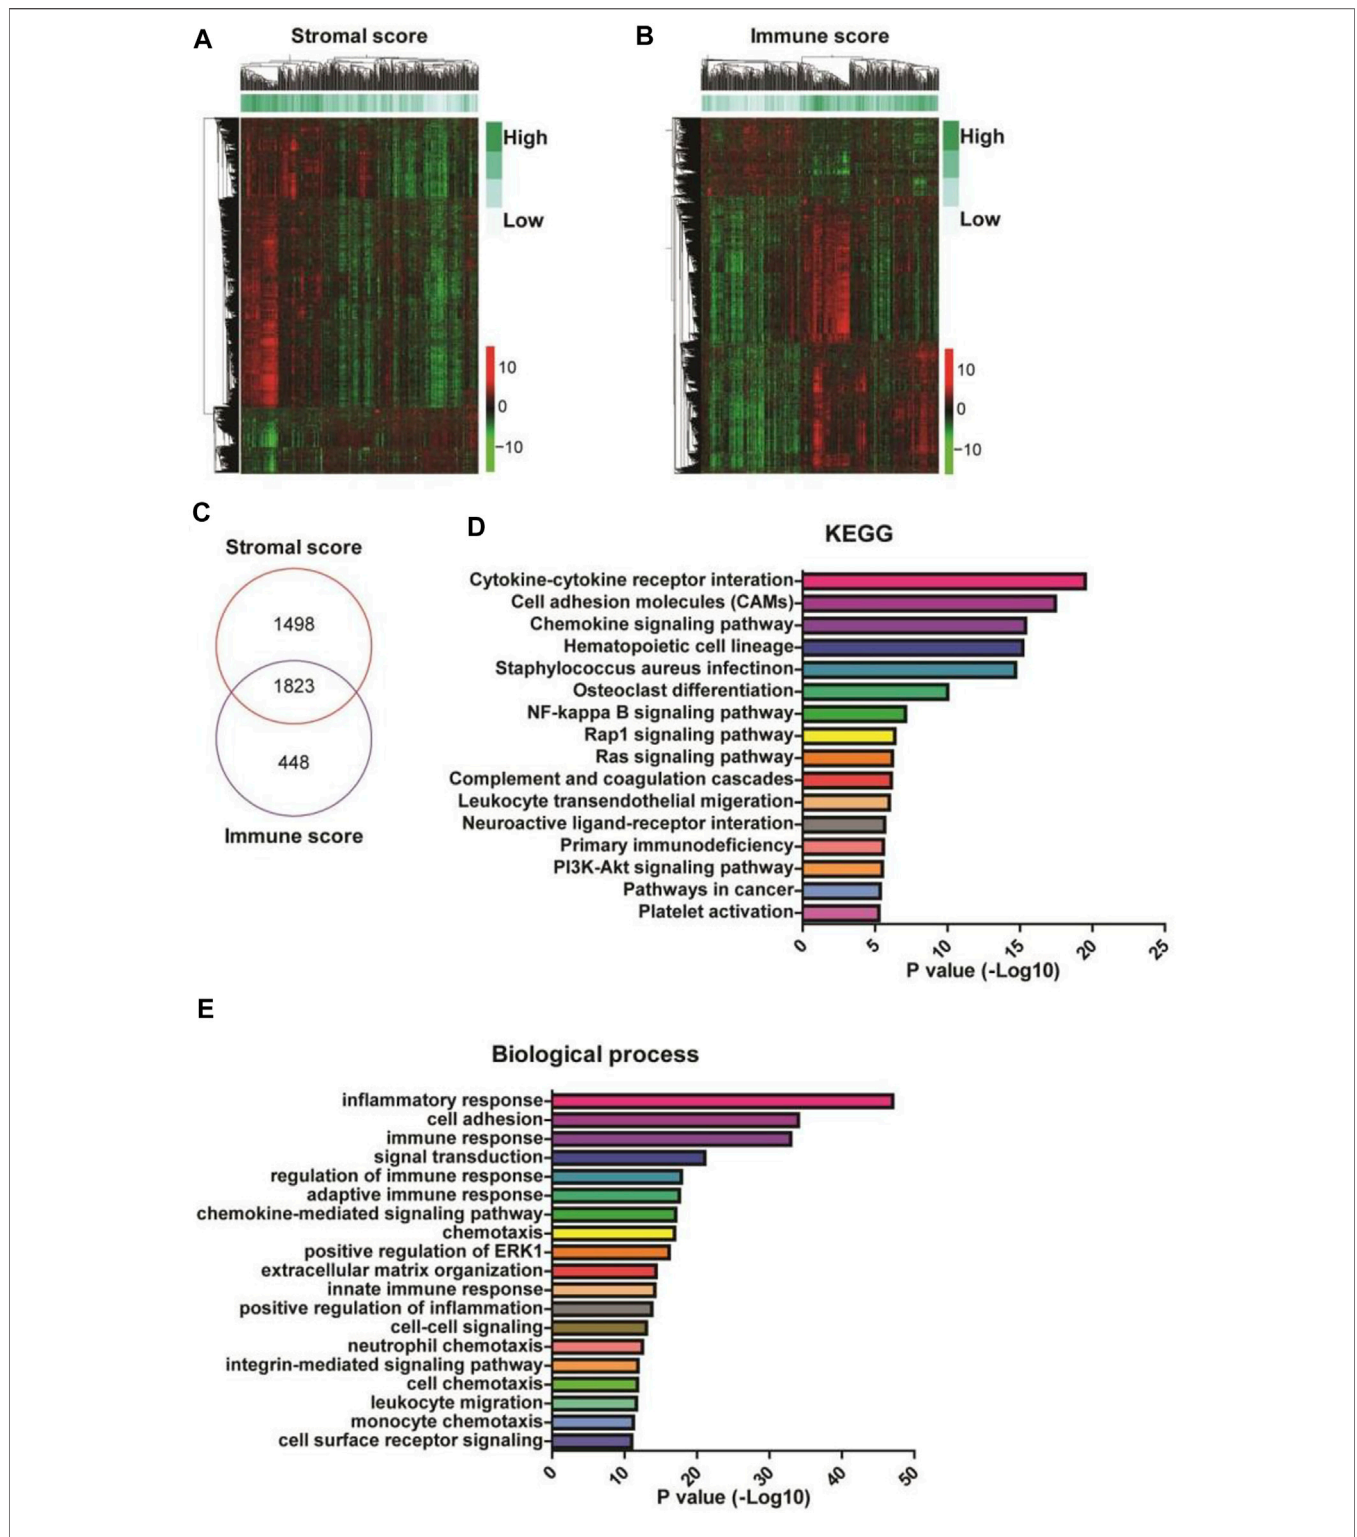 A
Stromal score
High
Low
10
0
−10
B
Immune score
High
Low
10
0
−10
C
Stromal score
1498
1823
448
Immune score
D
KEGG
Cytokine-cytokine receptor interation
Cell adhesion molecules (CAMs)
Chemokine signaling pathway
Hematopoietic cell lineage
Staphylococcus aureus infectinon
Osteoclast differentiation
NF-kappa B signaling pathway
Rap1 signaling pathway
Ras signaling pathway
Complement and coagulation cascades
Leukocyte transendothelial migeration
Neuroactive ligand-receptor interation
Primary immunodeficiency
PI3K-Akt signaling pathway
Pathways in cancer
Platelet activation
0 5 10 15 20 25
P value (-Log10)
E
Biological process
inflammatory response
cell adhesion
immune response
signal transduction
regulation of immune response
adaptive immune response
chemokine-mediated signaling pathway
chemotaxis
positive regulation of ERK1
extracellular matrix organization
innate immune response
positive regulation of inflammation
cell-cell signaling
neutrophil chemotaxis
integrin-mediated signaling pathway
cell chemotaxis
leukocyte migration
monocyte chemotaxis
cell surface receptor signaling
0 10 20 30 40 50
P value (-Log10)